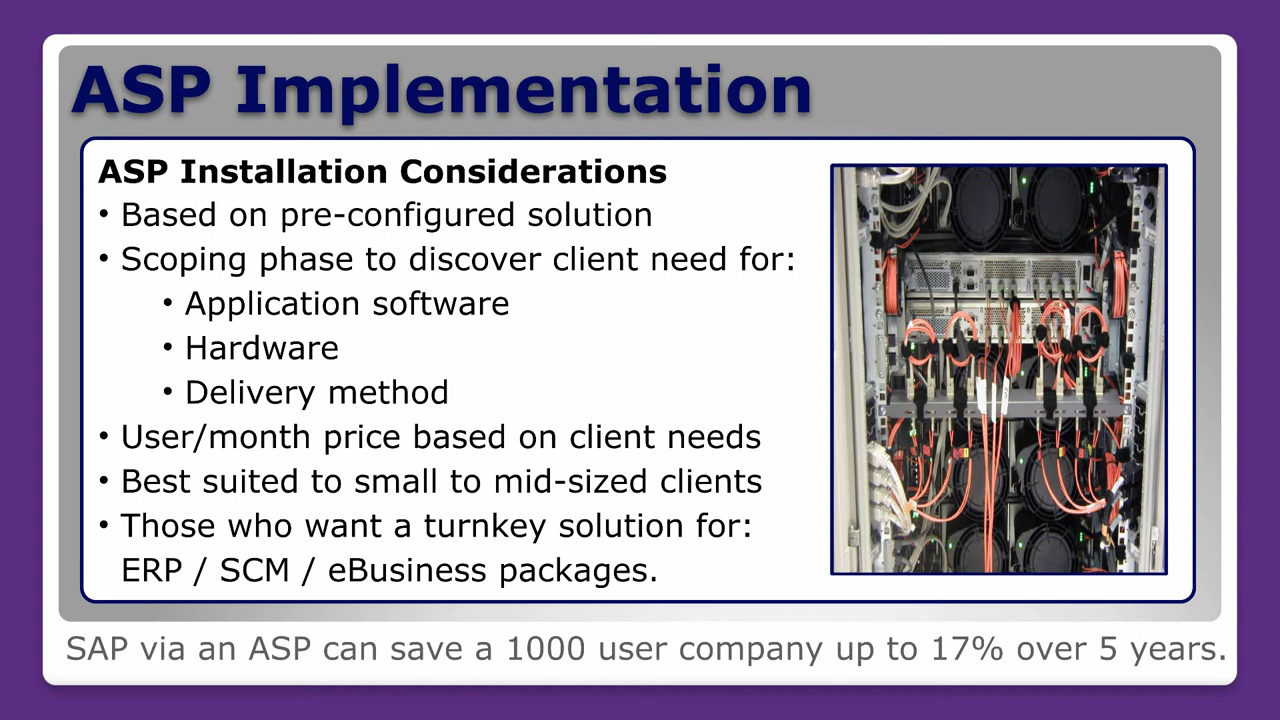 ASP Implementation
ASP Installation Considerations
• Based on pre-configured solution
• Scoping phase to discover client need for:
• Application software
• Hardware
• Delivery method
• User/month price based on client needs
• Best suited to small to mid-sized clients
• Those who want a turnkey solution for:
ERP / SCM / eBusiness packages.
SAP via an ASP can save a 1000 user company up to 17% over 5 years.